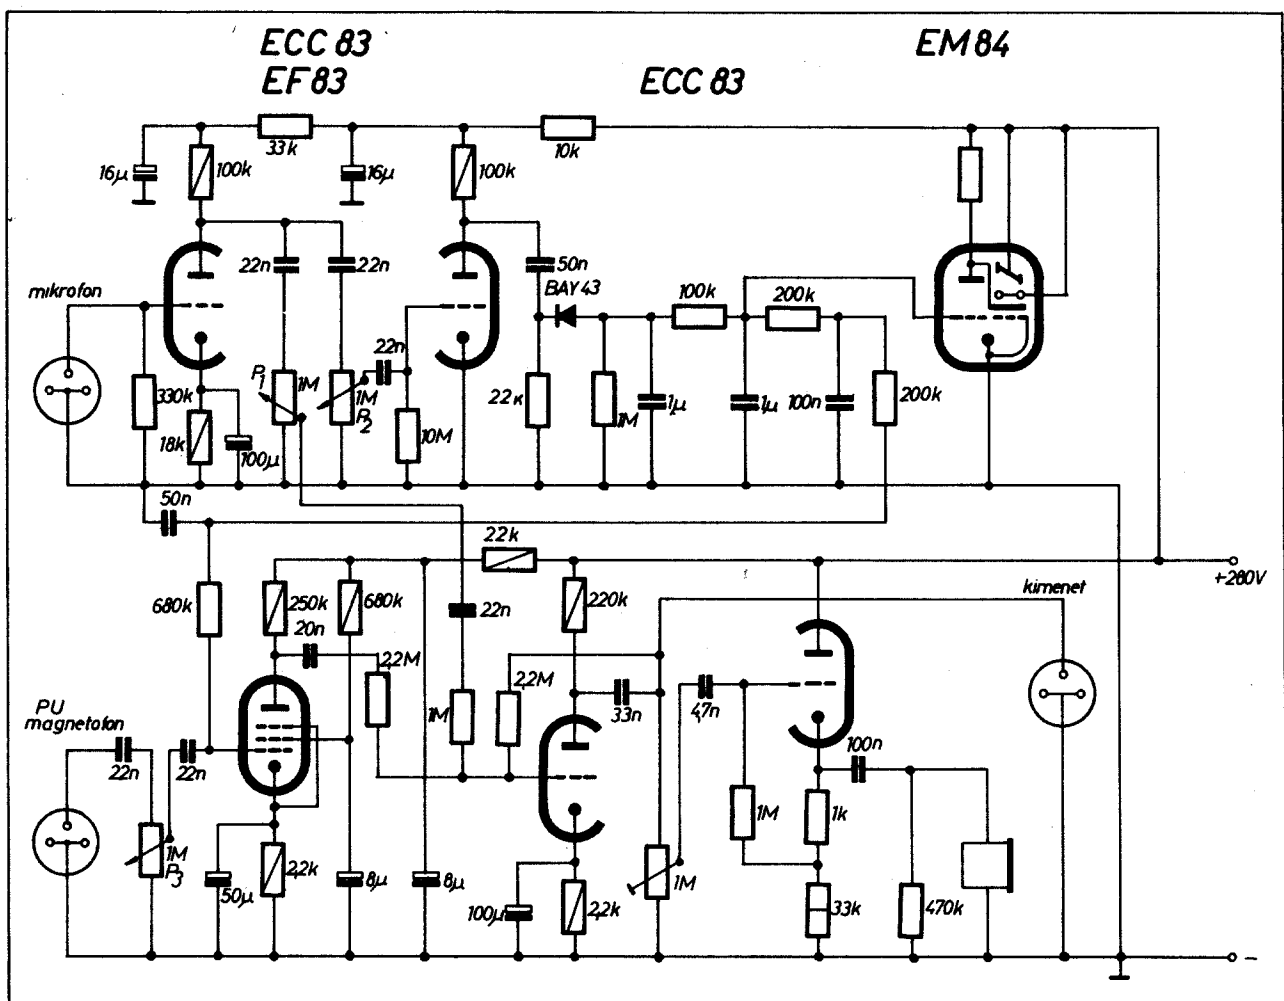 ECC 83
EF 83
ECC 83
EM 84
33k
10k
16μ
100k
16μ
100k
22n
22n
50n
BAY 43
mikrofon
100k
200k
22n
P1
1M
1M
P2
330k
18k
100μ
10M
22k
1M
1μ
1μ
100n
200k
50n
22k
+280V
kimenet
680k
250k
680k
22n
220k
20n
2,2M
2,2M
1M
33n
4,7n
PU
magnetofon
22n
22n
100n
1M
P3
1M
1k
50μ
2,2k
8μ
8μ
100μ
2,2k
1M
33k
470k
-